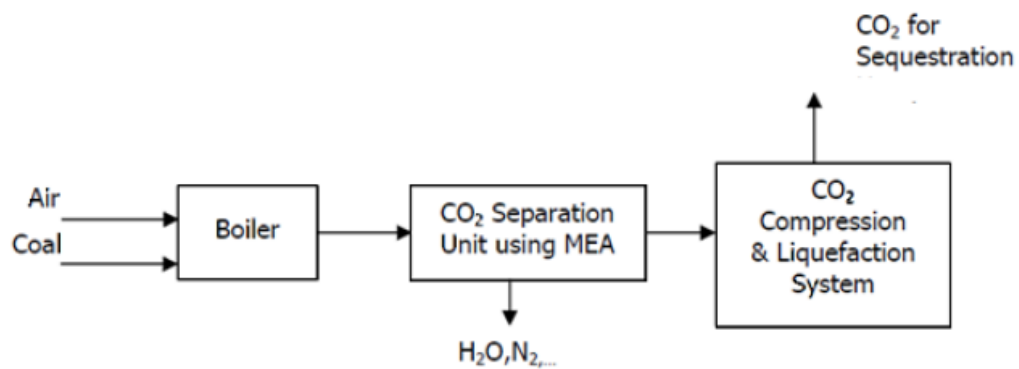 CO₂ for
Sequestration
Air
Coal
Boiler
CO₂ Separation
Unit using MEA
CO₂
Compression
& Liquefaction
System
H₂O,N₂,...